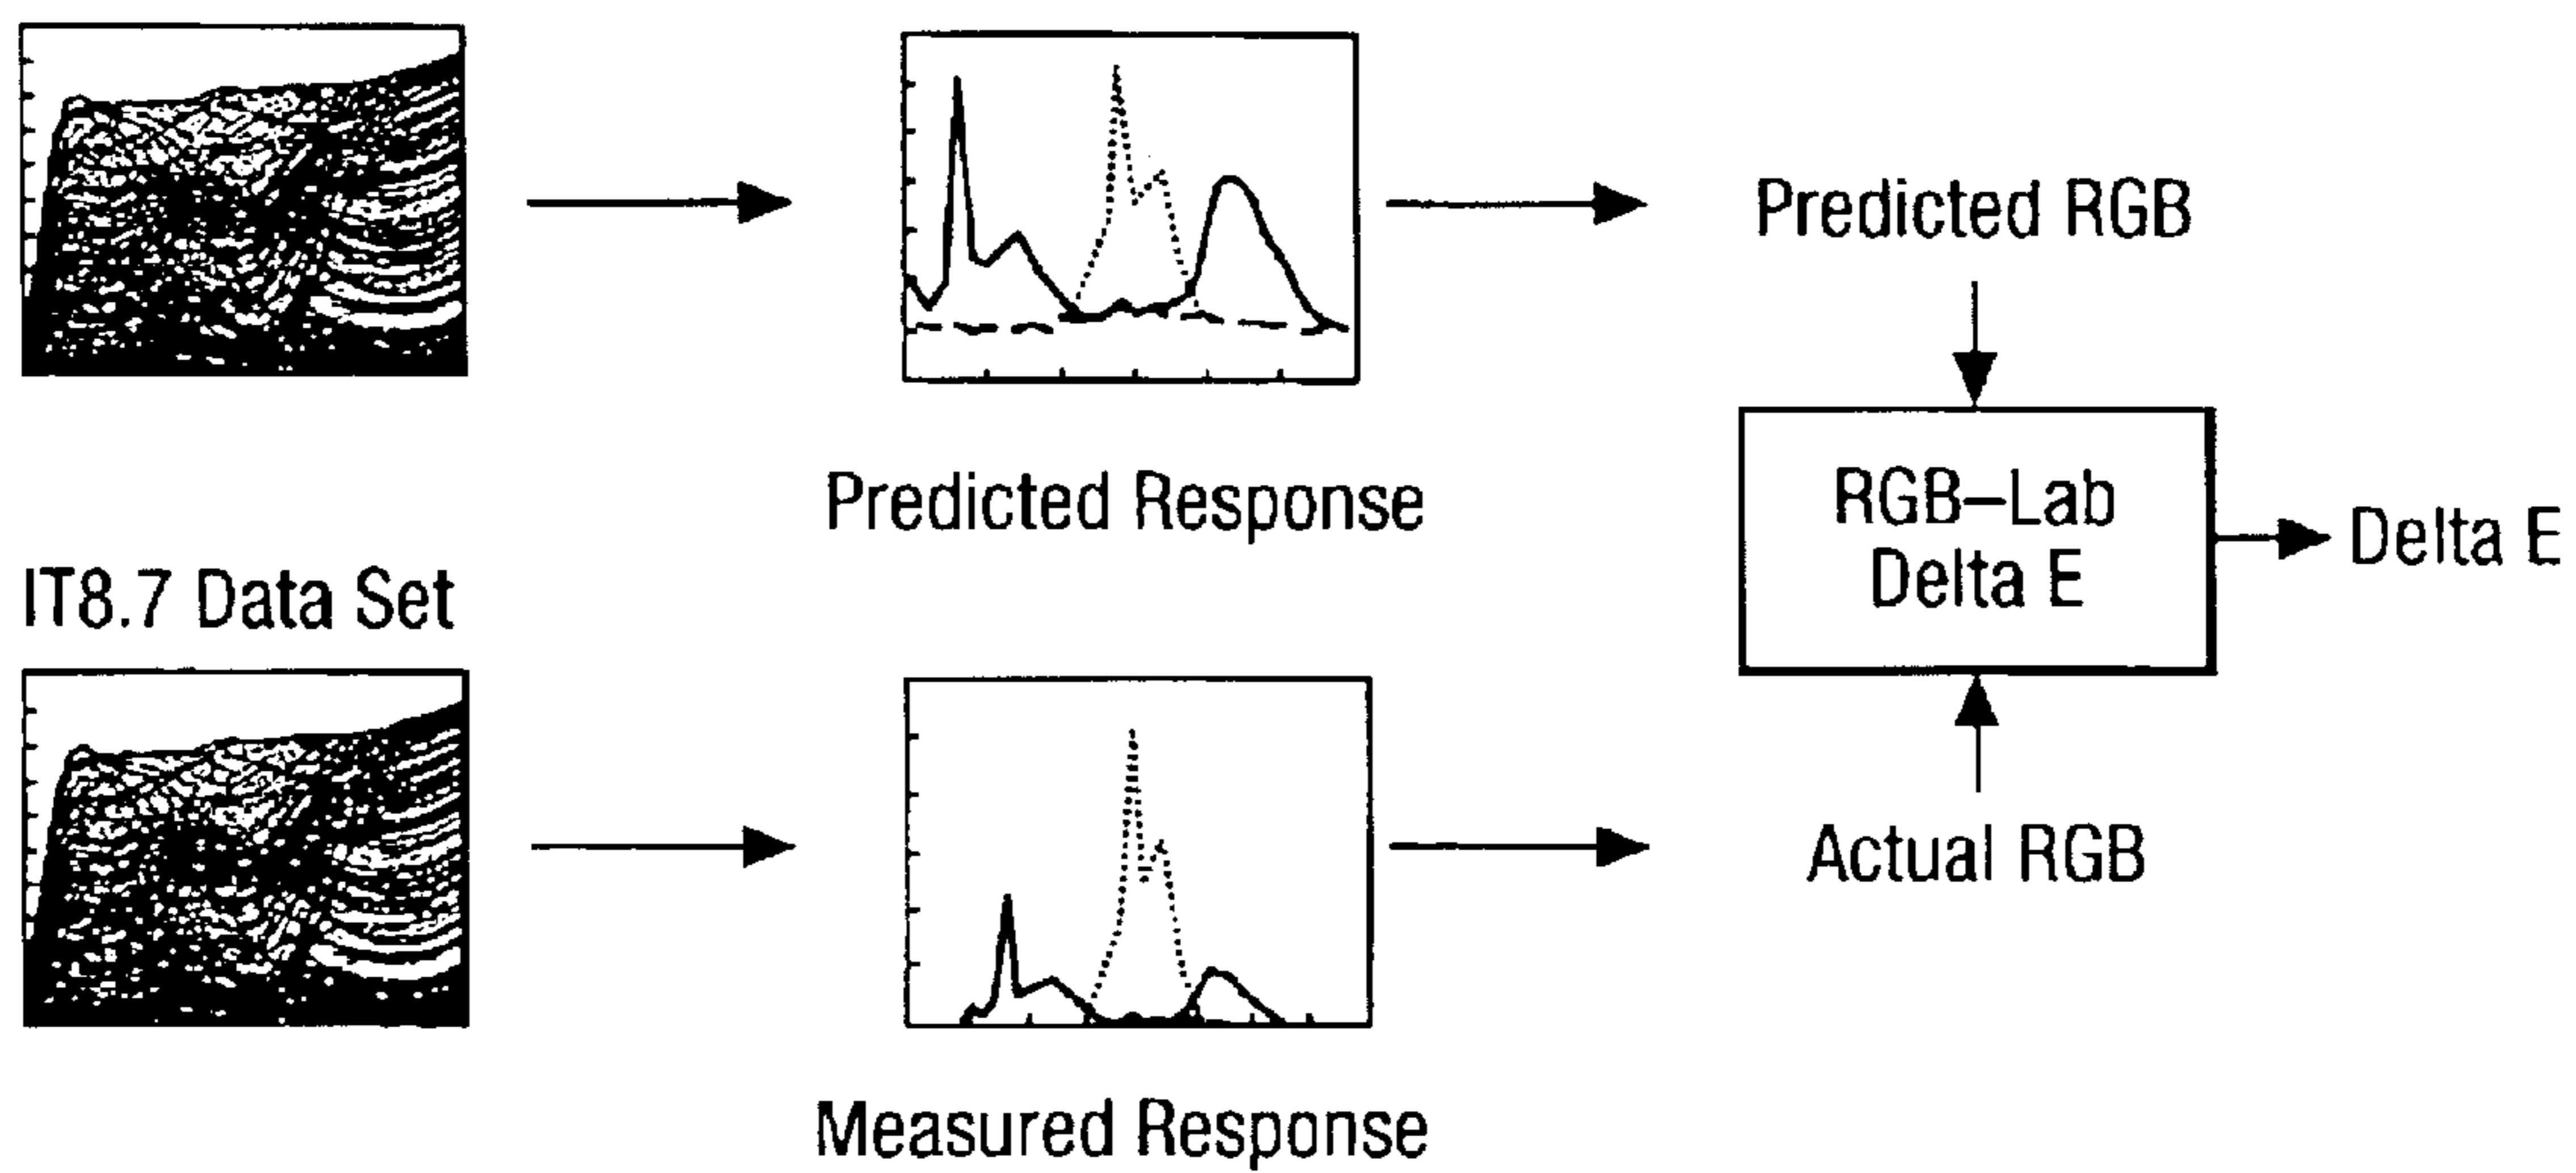 Predicted RGB
Predicted Response
RGB–Lab
Delta E
Delta E
IT8.7 Data Set
Actual RGB
Measured Response